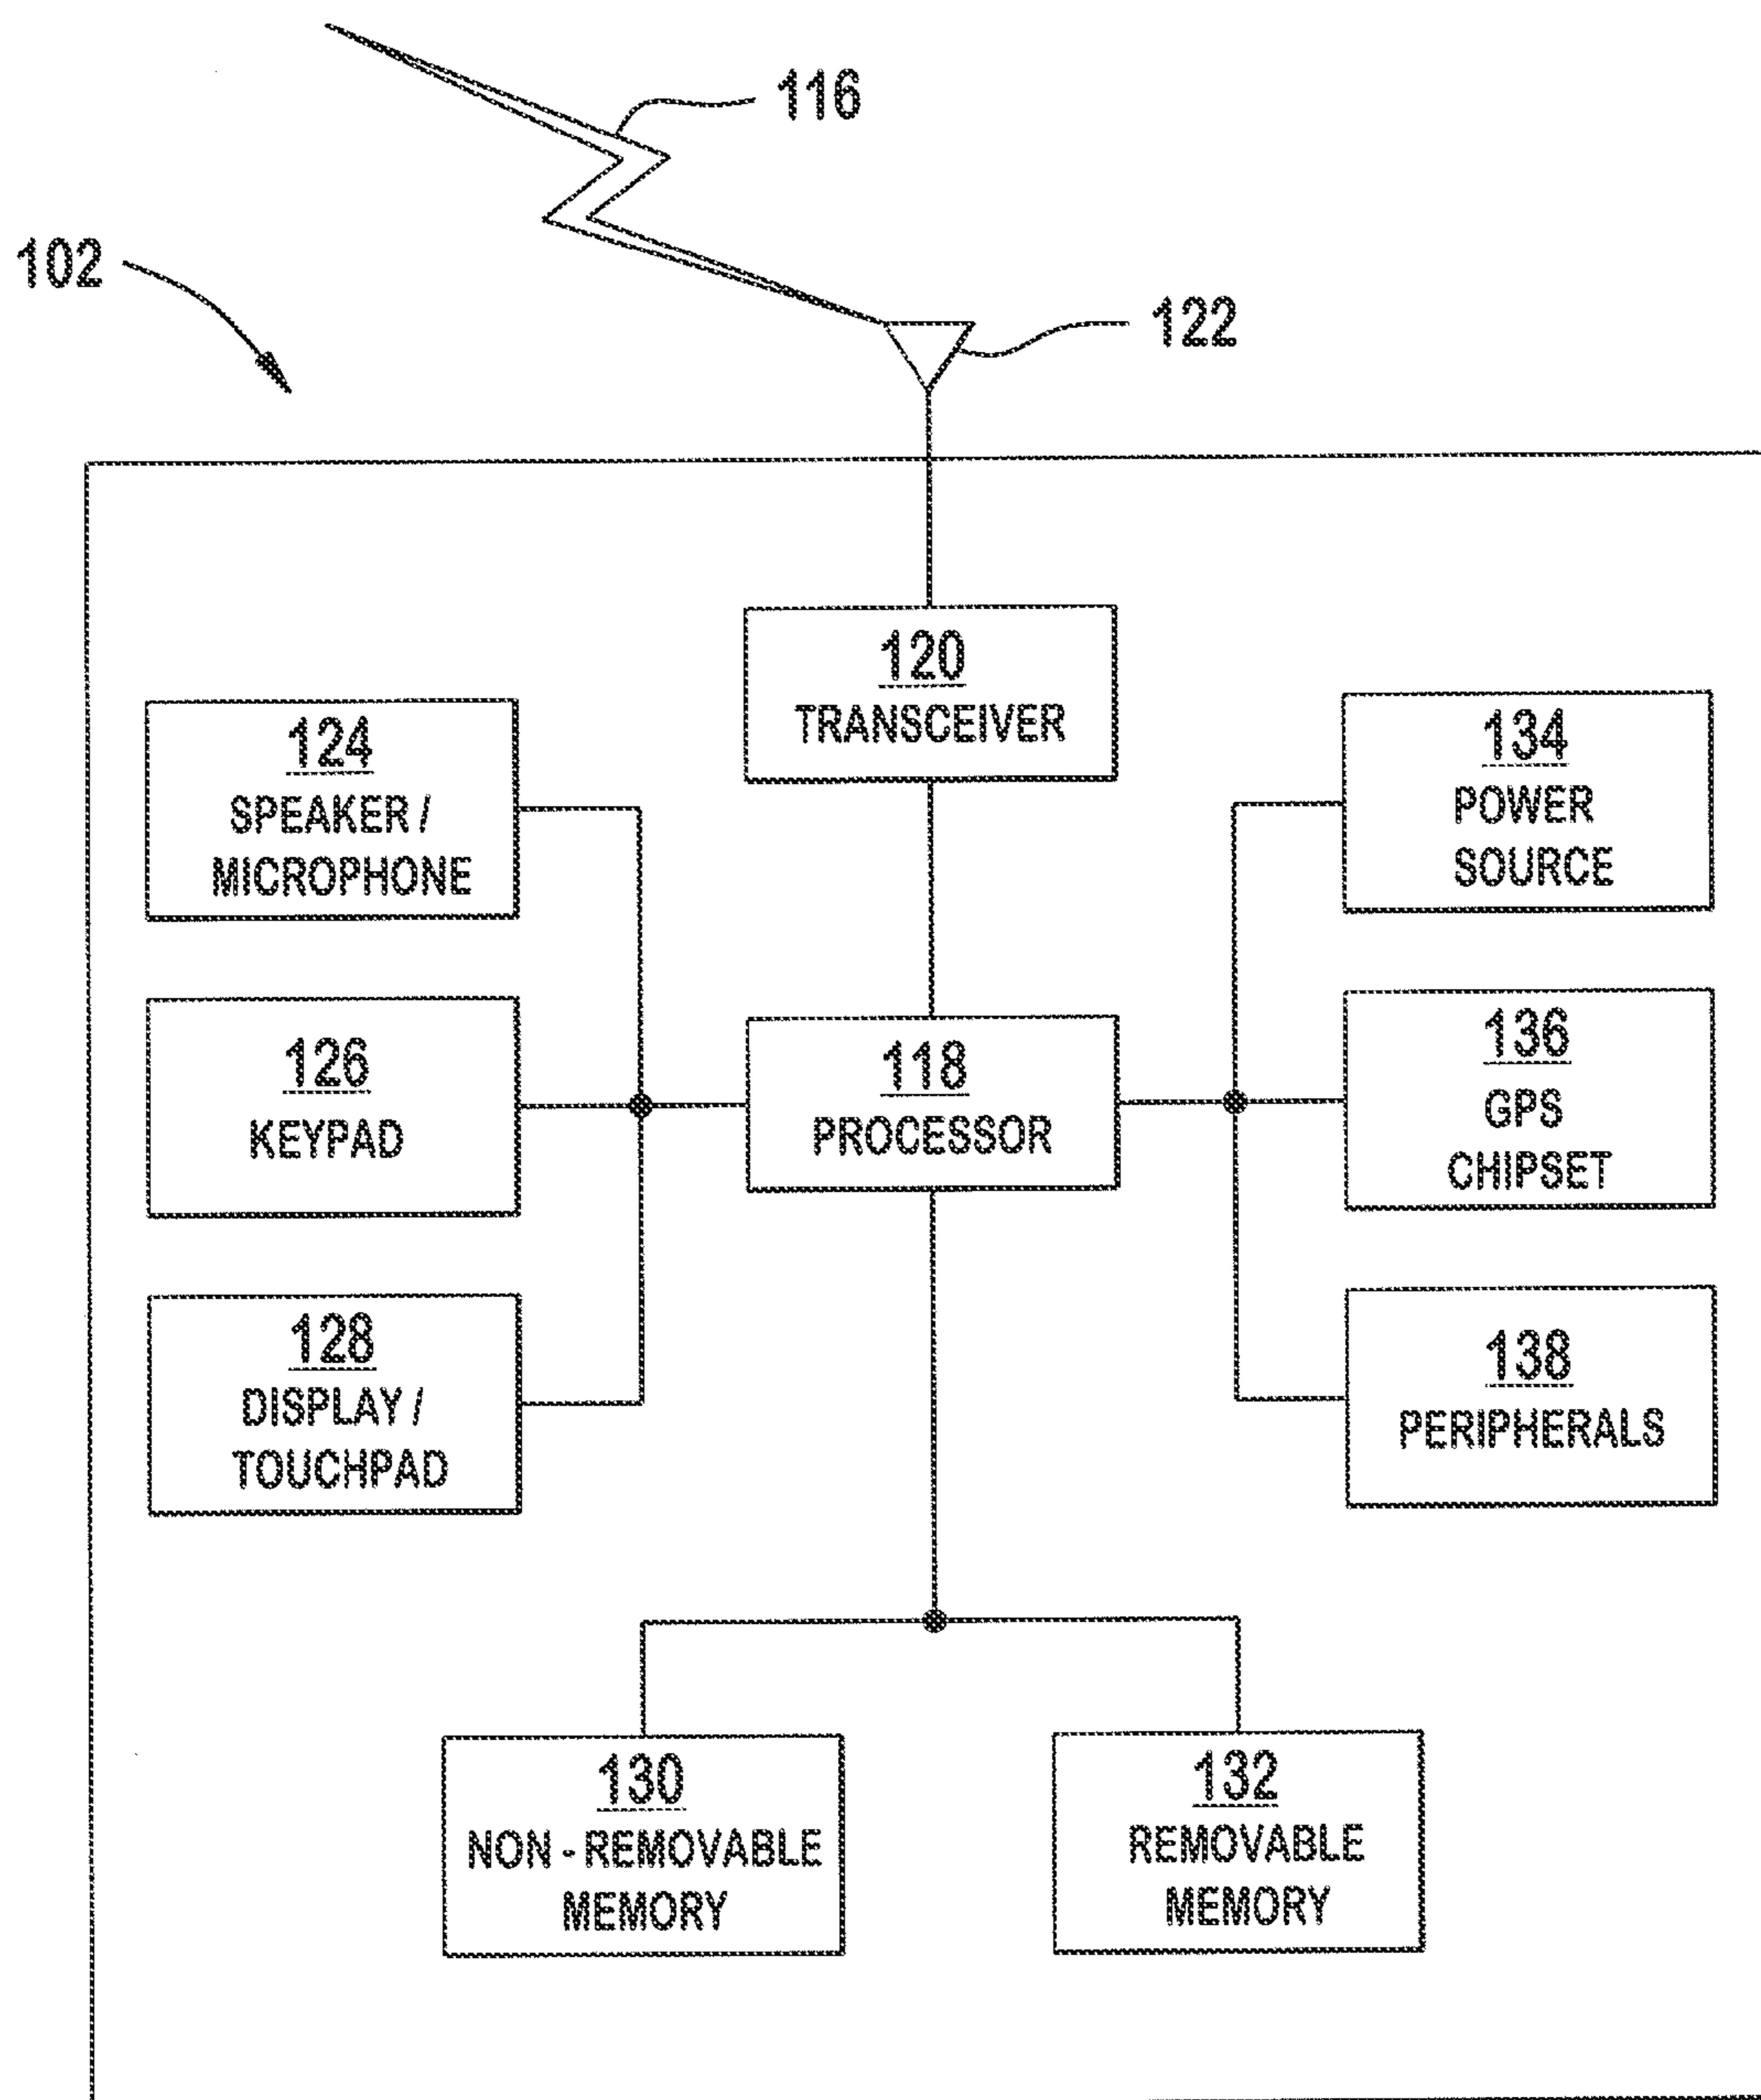 116
102
122
120
TRANSCEIVER
124
SPEAKER /
MICROPHONE
134
POWER
SOURCE
126
KEYPAD
118
PROCESSOR
136
GPS
CHIPSET
128
DISPLAY /
TOUCHPAD
138
PERIPHERALS
130
NON - REMOVABLE
MEMORY
132
REMOVABLE
MEMORY